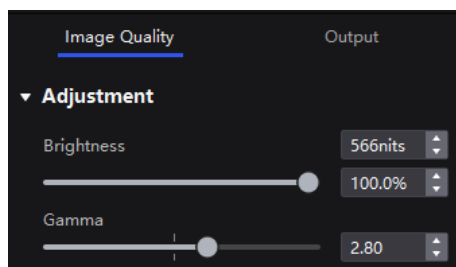 Image Quality Output
Adjustment
Brightness 566nits
100.0%
Gamma
2.80